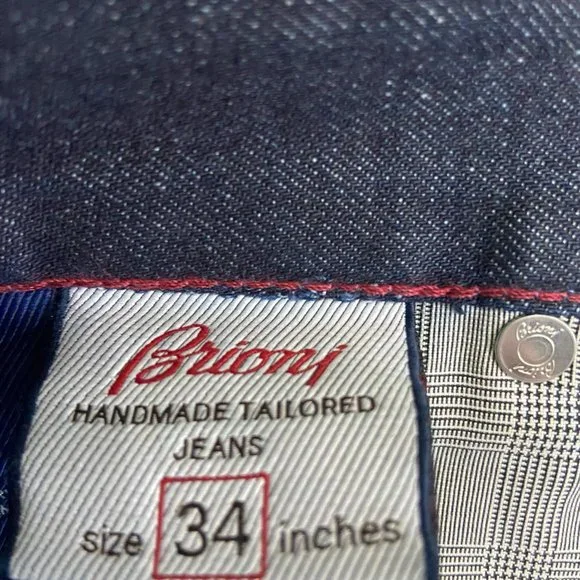 Brioni
HANDMADE TAILORED
JEANS
size 34 inches
Brioni